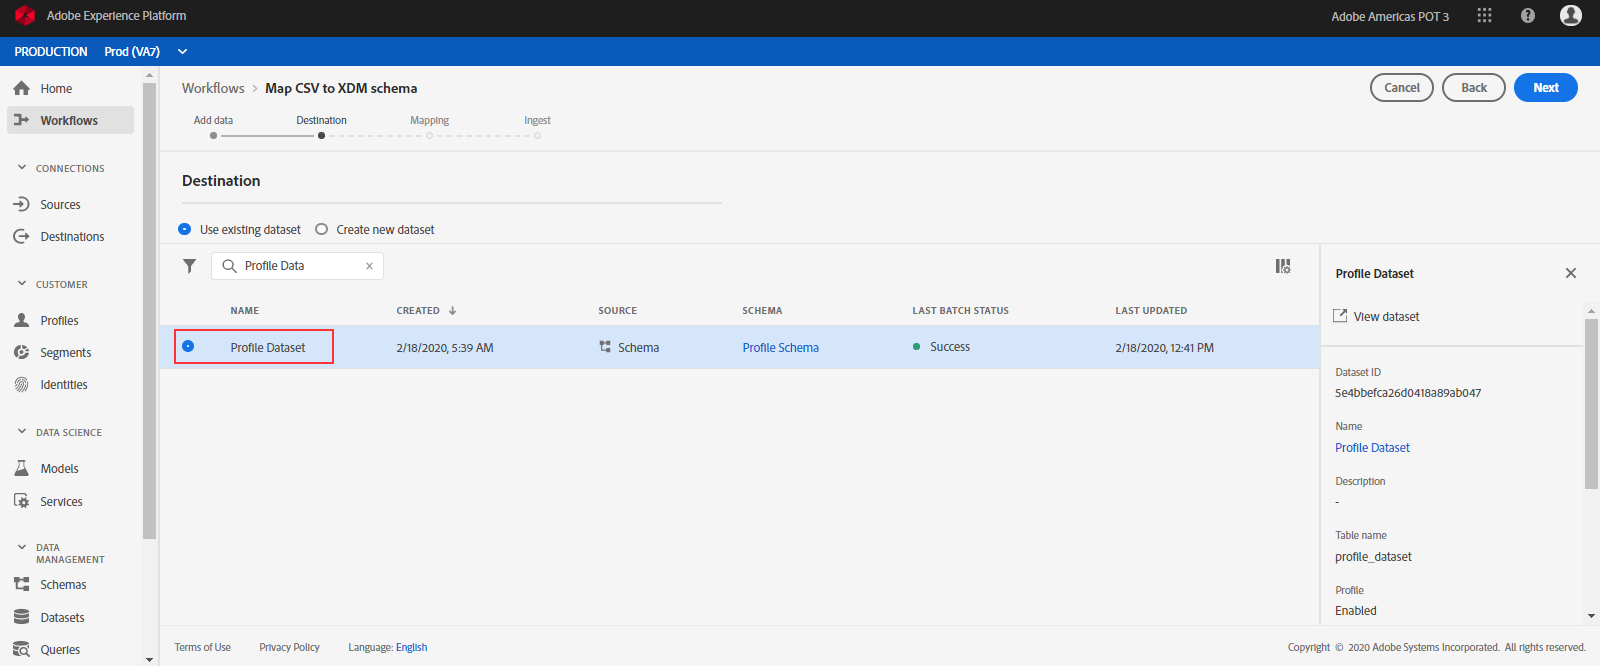 Adobe Experience Platform
Adobe Americas POT 3
PRODUCTION Prod (VA7)
Home
Workflows
CONNECTIONS
Sources
Destinations
CUSTOMER
Profiles
Segments
Identities
DATA SCIENCE
Models
Services
DATA
MANAGEMENT
Schemas
Datasets
Queries
Workflows > Map CSV to XDM schema
Cancel Back Next
Add data Destination Mapping Ingest
Destination
Use existing dataset Create new dataset
Profile Data ×
NAME CREATED ↓ SOURCE SCHEMA LAST BATCH STATUS LAST UPDATED
Profile Dataset 2/18/2020, 5:39 AM Schema Profile Schema Success 2/18/2020, 12:41 PM
Profile Dataset
View dataset
Dataset ID
5e4bbefca26d0418a89ab047
Name
Profile Dataset
Description
-
Table name
profile_dataset
Profile
Enabled
Terms of Use Privacy Policy Language: English
Copyright © 2020 Adobe Systems Incorporated. All rights reserved.